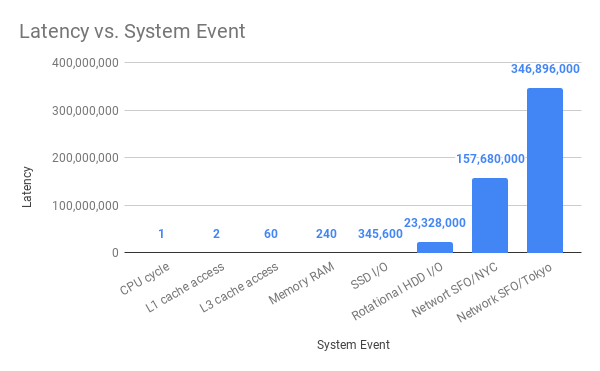 Latency vs. System Event
Latency
400,000,000
300,000,000
200,000,000
100,000,000
0
1
2
60
240
345,600
23,328,000
157,680,000
346,896,000
CPU cycle
L1 cache access
L3 cache access
Memory RAM
SSD I/O
Rotational HDD I/O
Networt SFO/NYC
Network SFO/Tokyo
System Event